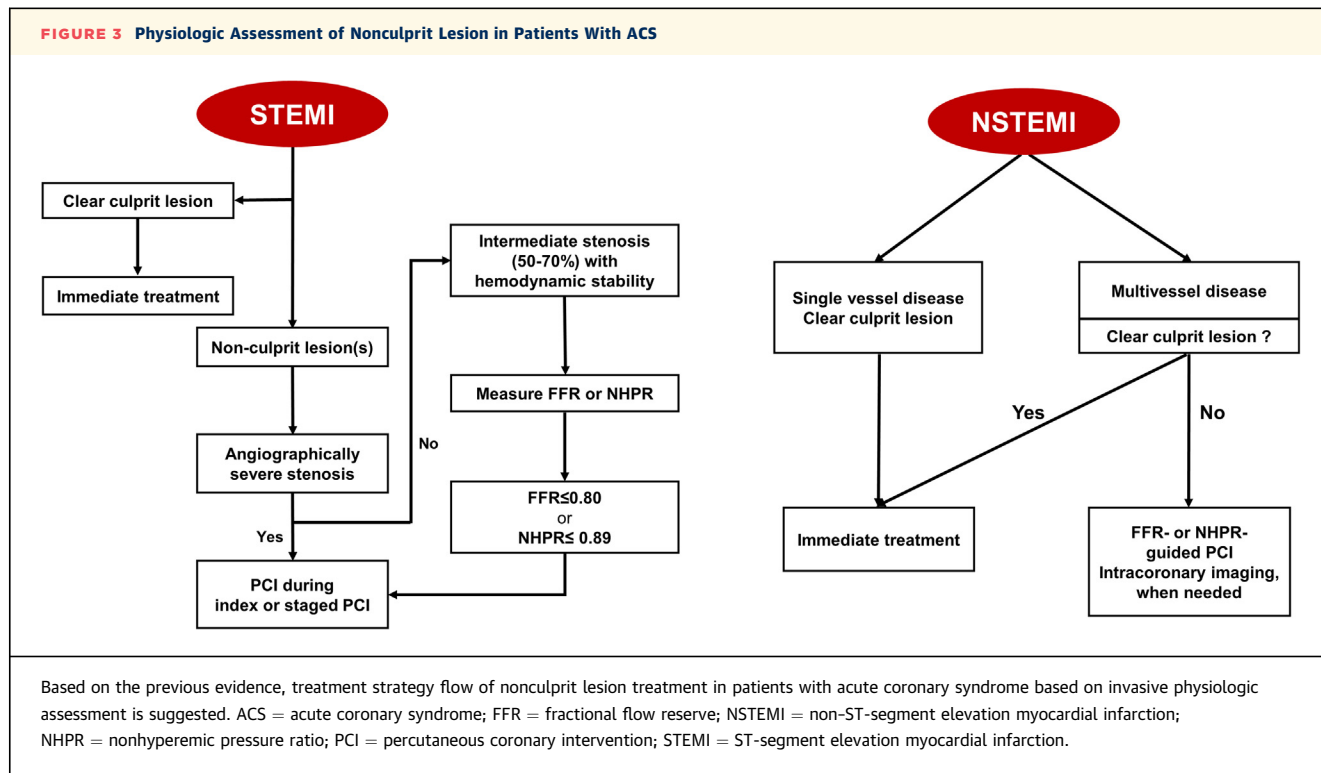 FIGURE 3 Physiologic Assessment of Nonculprit Lesion in Patients With ACS
STEMI
Clear culprit lesion
Immediate treatment
Non-culprit lesion(s)
Angiographically
severe stenosis
Yes
No
PCI during
index or staged PCI
Intermediate stenosis
(50-70%) with
hemodynamic stability
Measure FFR or NHPR
FFR≤0.80
or
NHPR≤ 0.89
NSTEMI
Single vessel disease
Clear culprit lesion
Multivessel disease
Clear culprit lesion ?
Yes
No
Immediate treatment
FFR- or NHPR-
guided PCI
Intracoronary imaging,
when needed
Based on the previous evidence, treatment strategy flow of nonculprit lesion treatment in patients with acute coronary syndrome based on invasive physiologic
assessment is suggested. ACS = acute coronary syndrome; FFR = fractional flow reserve; NSTEMI = non–ST-segment elevation myocardial infarction;
NHPR = nonhyperemic pressure ratio; PCI = percutaneous coronary intervention; STEMI = ST-segment elevation myocardial infarction.